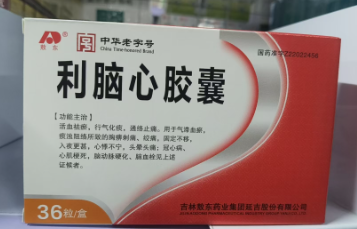 敖东
中华老字号
China Time-honored Brand
国药准字Z22022456
利脑心胶囊
【功能主治】
活血祛瘀，行气化痰，通络止痛。用于气滞血瘀，
痰浊阻络所致的胸痹刺痛、绞痛，固定不移，
入夜更甚，心悸不宁，头晕头痛；冠心病、
心肌梗死，脑动脉硬化、脑血栓见上述
证候者。
36粒/盒
吉林敖东药业集团延吉股份有限公司